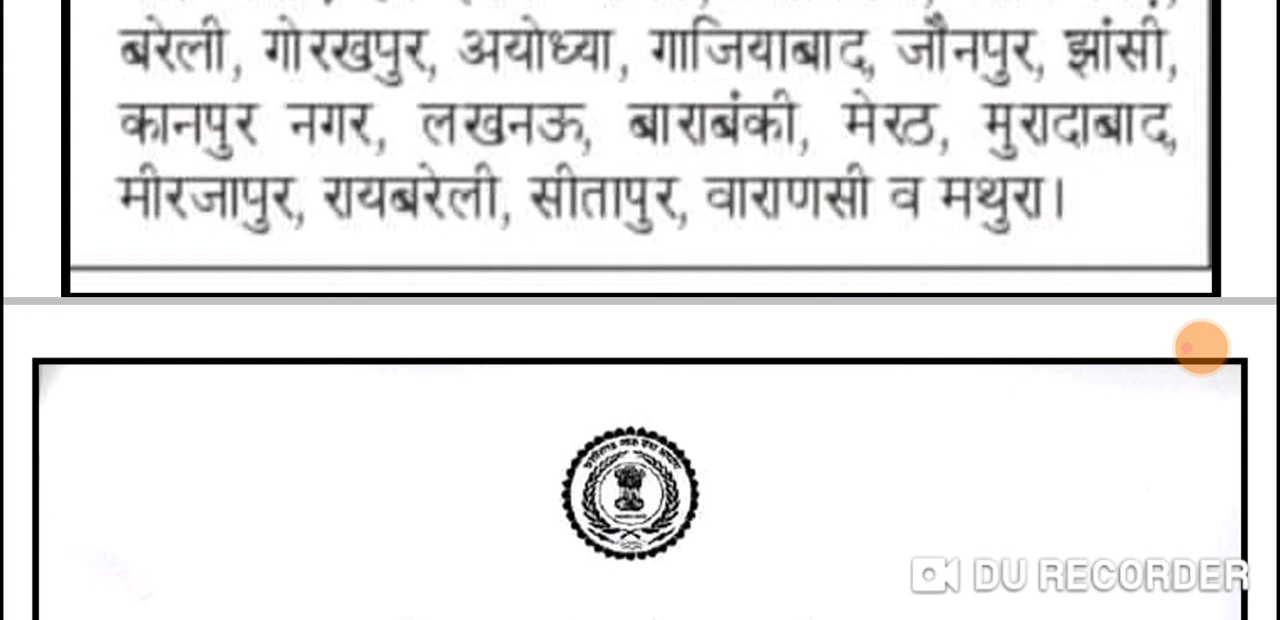 बरेली, गोरखपुर, अयोध्या, गाजियाबाद, जौनपुर, झांसी,
कानपुर नगर, लखनऊ, बाराबंकी, मेरठ, मुरादाबाद,
मीरजापुर, रायबरेली, सीतापुर, वाराणसी व मथुरा।
DU RECORDER